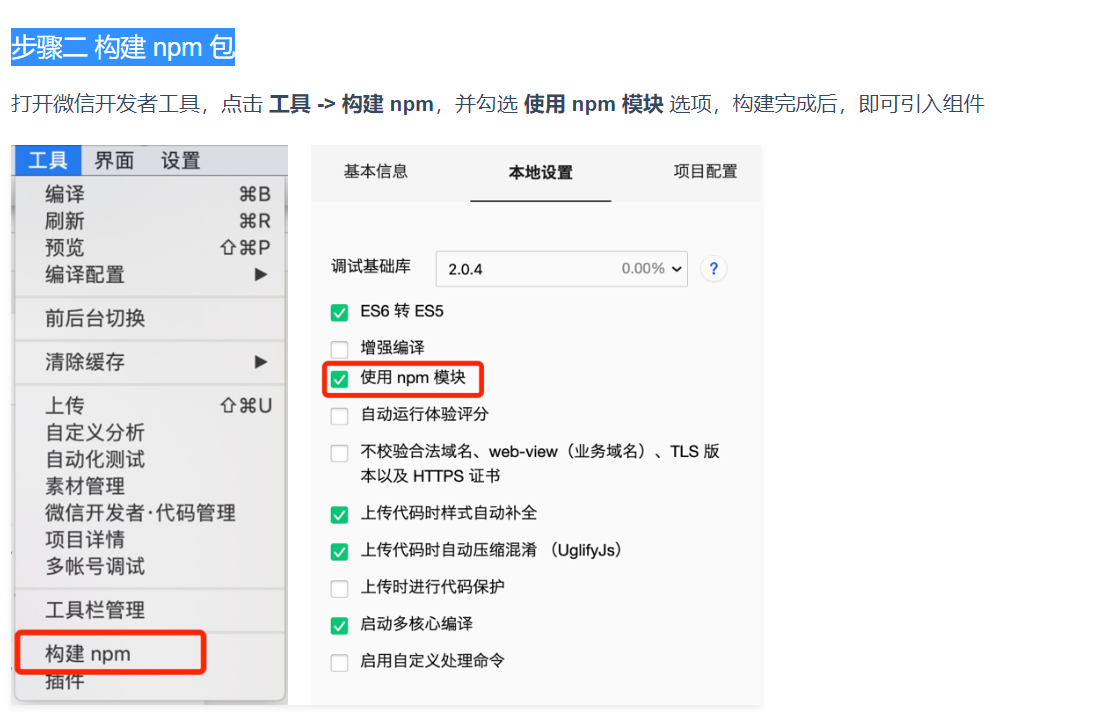 步骤二 构建 npm 包
打开微信开发者工具，点击 工具 -> 构建 npm，并勾选 使用 npm 模块 选项，构建完成后，即可引入组件
工具 界面 设置
编译 ⌘B
刷新 ⌘R
预览 ⇧⌘P
编译配置 ▶
前后台切换
清除缓存 ▶
上传 ⇧⌘U
自定义分析
自动化测试
素材管理
微信开发者·代码管理
项目详情
多帐号调试
工具栏管理
构建 npm
插件
基本信息 本地设置 项目配置
调试基础库 2.0.4 0.00% ?
ES6 转 ES5
增强编译
使用 npm 模块
自动运行体验评分
不校验合法域名、web-view（业务域名）、TLS 版
本以及 HTTPS 证书
上传代码时样式自动补全
上传代码时自动压缩混淆 （UglifyJs）
上传时进行代码保护
启动多核心编译
启用自定义处理命令